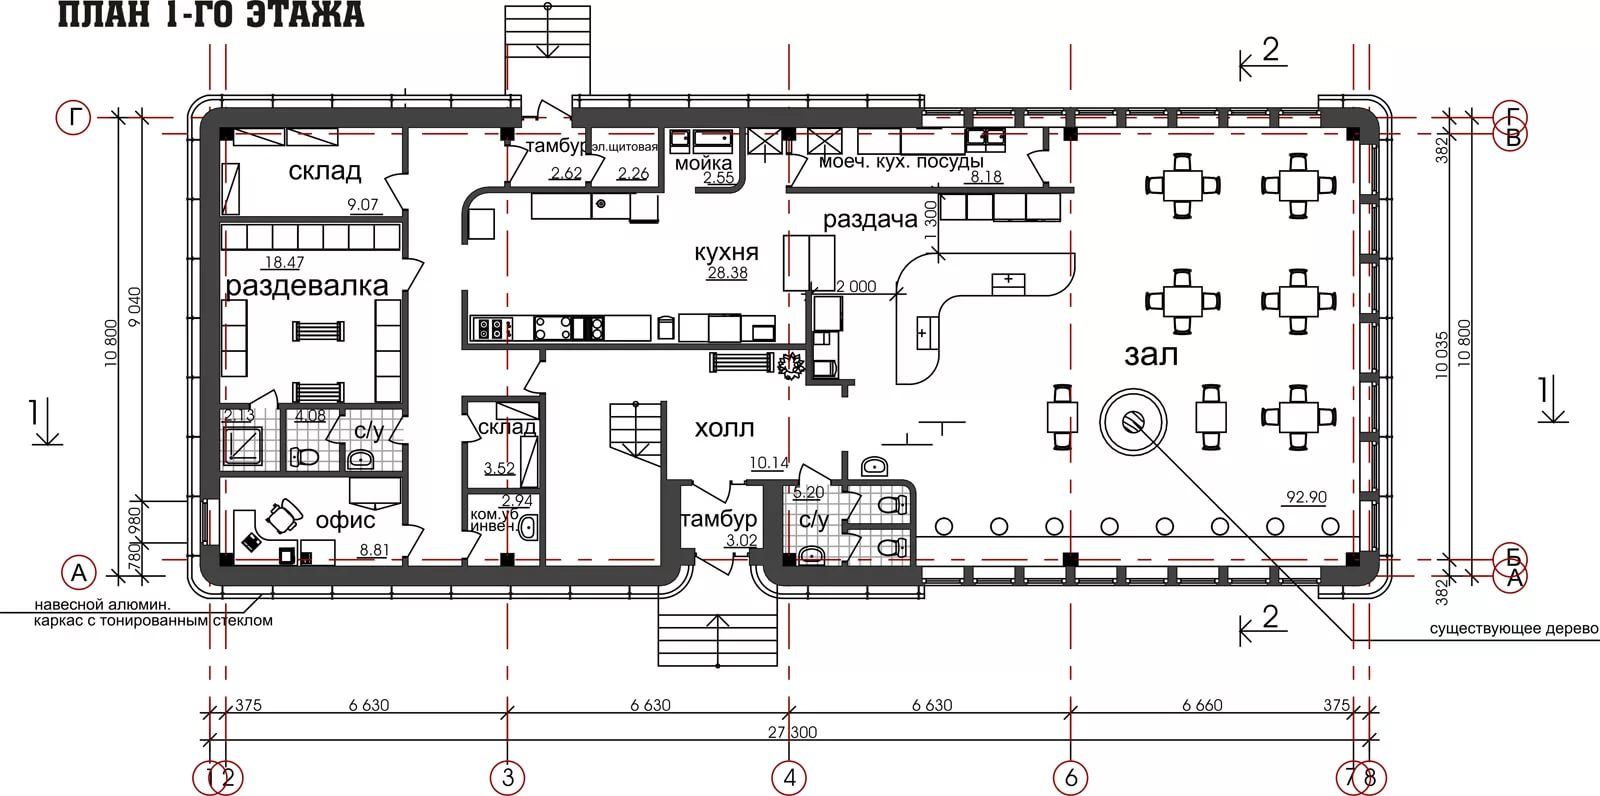 ПЛАН 1-ГО ЭТАЖА
2
Г
Г
В
тамбур
эл.щитовая
2.62
2.26
мойка
2.55
моеч. кух. посуды
8.18
склад
9.07
382
382
9 040
10 800
18.47
раздевалка
кухня
28.38
раздача
1 300
2 000
зал
10 035
10 800
1
1
2.13
4.08
с/у
склад
3.52
холл
10.14
5.20
с/у
92.90
980
780
офис
8.81
2.94
ком.уб.
инвен.
тамбур
3.02
А
Б
А
навесной алюмин.
каркас с тонированным стеклом
2
существующее дерево
375
6 630
6 630
6 630
6 660
375
27 300
1
2
3
4
6
7
8